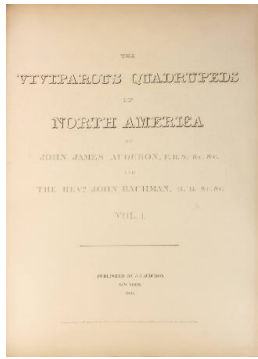 THE
VIVIPAROUS QUADRUPEDS
OF
NORTH AMERICA
BY
JOHN JAMES AUDUBON, F.R.S. &c. &c.
AND
THE REVD. JOHN BACHMAN, D. D. &c. &c.
VOL. I
PUBLISHED BY J.J. AUDUBON
NEW YORK